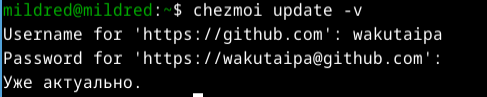 mildred@mildred:~$ chezmoi update -v
Username for 'https://github.com': wakutaipa
Password for 'https://wakutaipa@github.com':
Уже актуально.